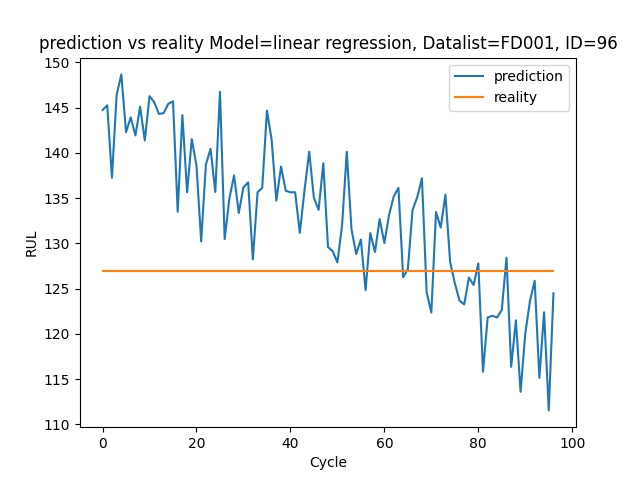 prediction vs reality Model=linear regression, Datalist=FD001, ID=96
prediction
reality
150
145
140
135
130
125
120
115
110
RUL
0 20 40 60 80 100
Cycle